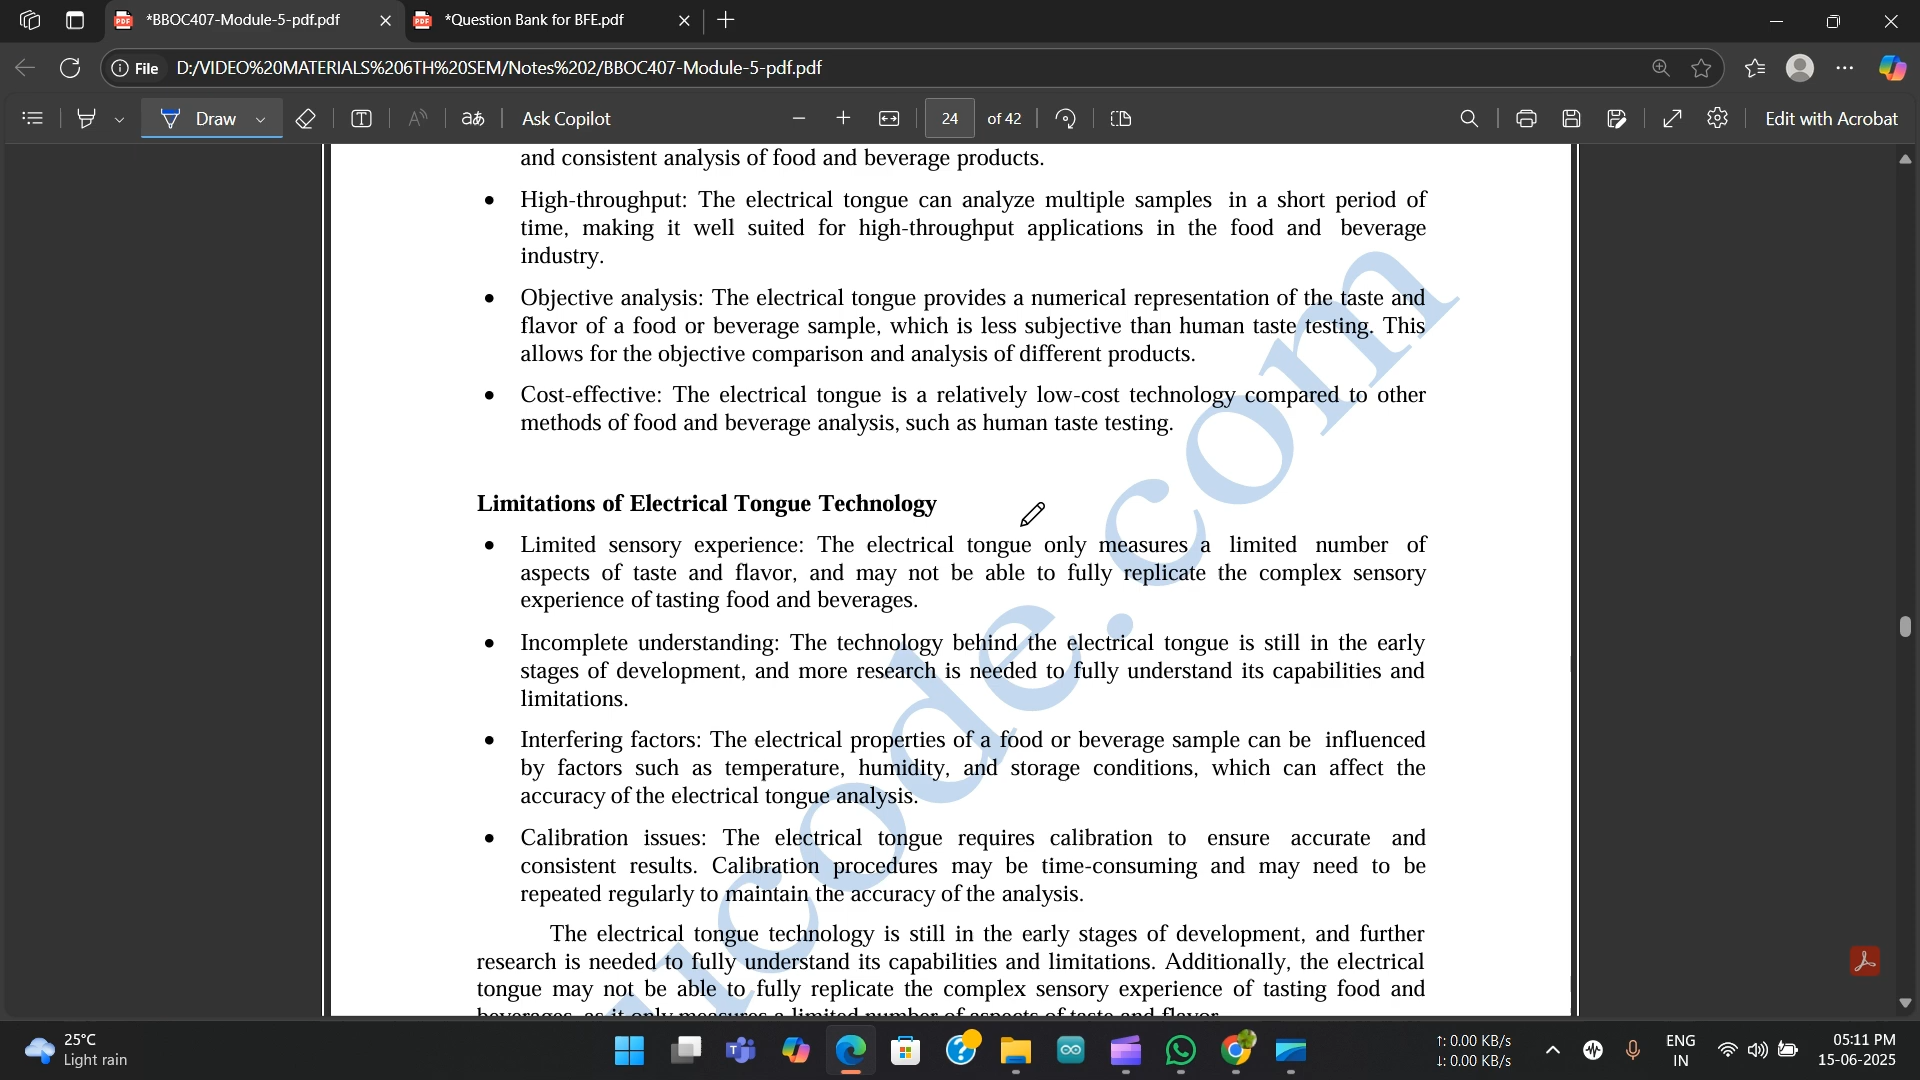 *BBOC407-Module-5-pdf.pdf
*Question Bank for BFE.pdf
File
D:/VIDEO%20MATERIALS%206TH%20SEM/Notes%202/BBOC407-Module-5-pdf.pdf
Draw
Ask Copilot
24 of 42
Edit with Acrobat
and consistent analysis of food and beverage products.
• High-throughput: The electrical tongue can analyze multiple samples in a short period of
time, making it well suited for high-throughput applications in the food and beverage
industry.
• Objective analysis: The electrical tongue provides a numerical representation of the taste and
flavor of a food or beverage sample, which is less subjective than human taste testing. This
allows for the objective comparison and analysis of different products.
• Cost-effective: The electrical tongue is a relatively low-cost technology compared to other
methods of food and beverage analysis, such as human taste testing.
Limitations of Electrical Tongue Technology
• Limited sensory experience: The electrical tongue only measures a limited number of
aspects of taste and flavor, and may not be able to fully replicate the complex sensory
experience of tasting food and beverages.
• Incomplete understanding: The technology behind the electrical tongue is still in the early
stages of development, and more research is needed to fully understand its capabilities and
limitations.
• Interfering factors: The electrical properties of a food or beverage sample can be influenced
by factors such as temperature, humidity, and storage conditions, which can affect the
accuracy of the electrical tongue analysis.
• Calibration issues: The electrical tongue requires calibration to ensure accurate and
consistent results. Calibration procedures may be time-consuming and may need to be
repeated regularly to maintain the accuracy of the analysis.
The electrical tongue technology is still in the early stages of development, and further
research is needed to fully understand its capabilities and limitations. Additionally, the electrical
tongue may not be able to fully replicate the complex sensory experience of tasting food and
beverages, as it only measures a limited number of aspects of taste and flavor.
ucode.com
25°C
Light rain
↑: 0.00 KB/s
↓: 0.00 KB/s
ENG
IN
05:11 PM
15-06-2025